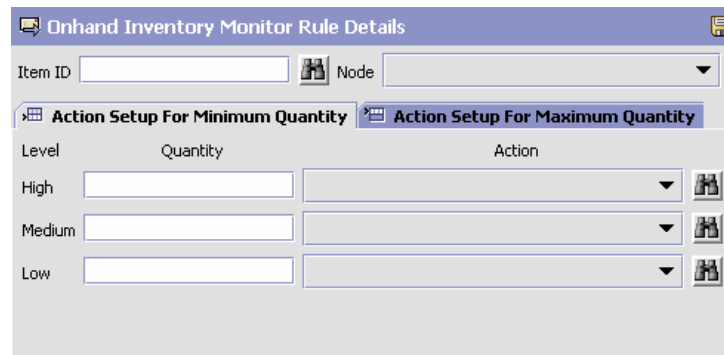 Onhand Inventory Monitor Rule Details
Item ID Node
Action Setup For Minimum Quantity Action Setup For Maximum Quantity
Level Quantity Action
High
Medium
Low